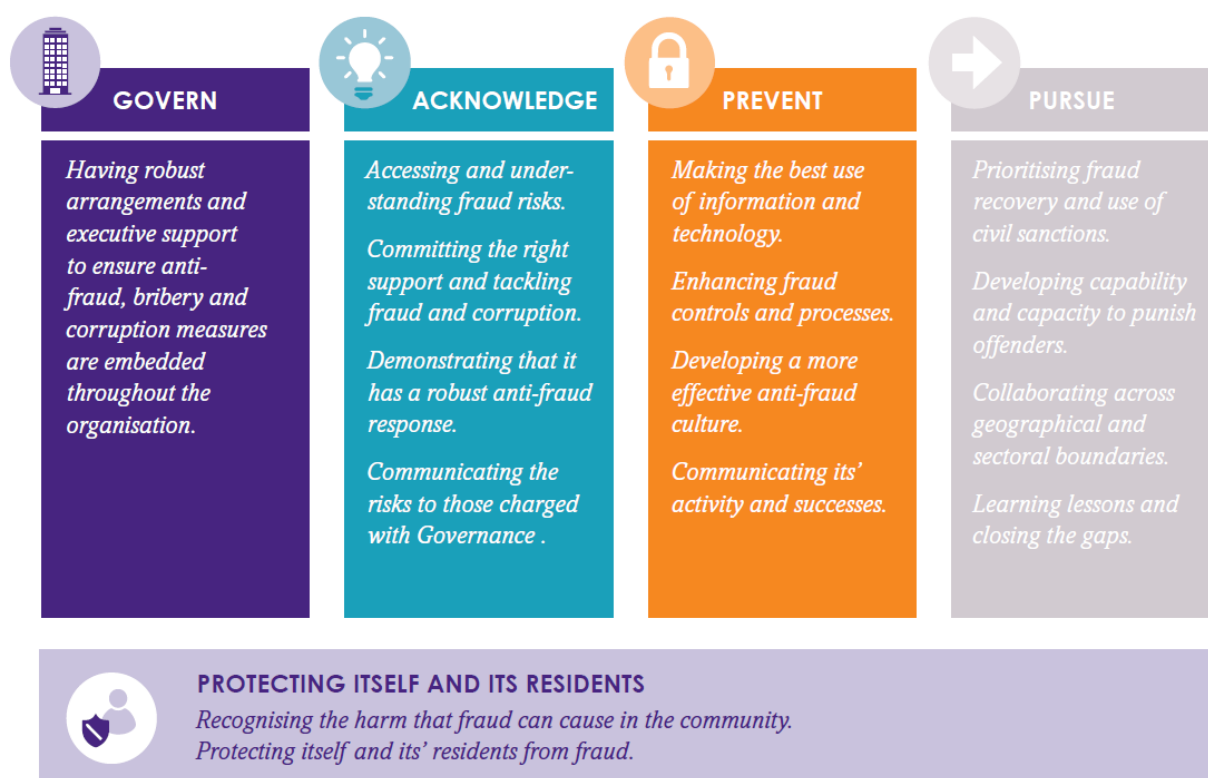 GOVERN
Having robust
arrangements and
executive support
to ensure anti-
fraud, bribery and
corruption measures
are embedded
throughout the
organisation.
ACKNOWLEDGE
Accessing and under-
standing fraud risks.
Committing the right
support and tackling
fraud and corruption.
Demonstrating that it
has a robust anti-fraud
response.
Communicating the
risks to those charged
with Governance .
PREVENT
Making the best use
of information and
technology.
Enhancing fraud
controls and processes.
Developing a more
effective anti-fraud
culture.
Communicating its’
activity and successes.
PURSUE
Prioritising fraud
recovery and use of
civil sanctions.
Developing capability
and capacity to punish
offenders.
Collaborating across
geographical and
sectoral boundaries.
Learning lessons and
closing the gaps.
PROTECTING ITSELF AND ITS RESIDENTS
Recognising the harm that fraud can cause in the community.
Protecting itself and its’ residents from fraud.